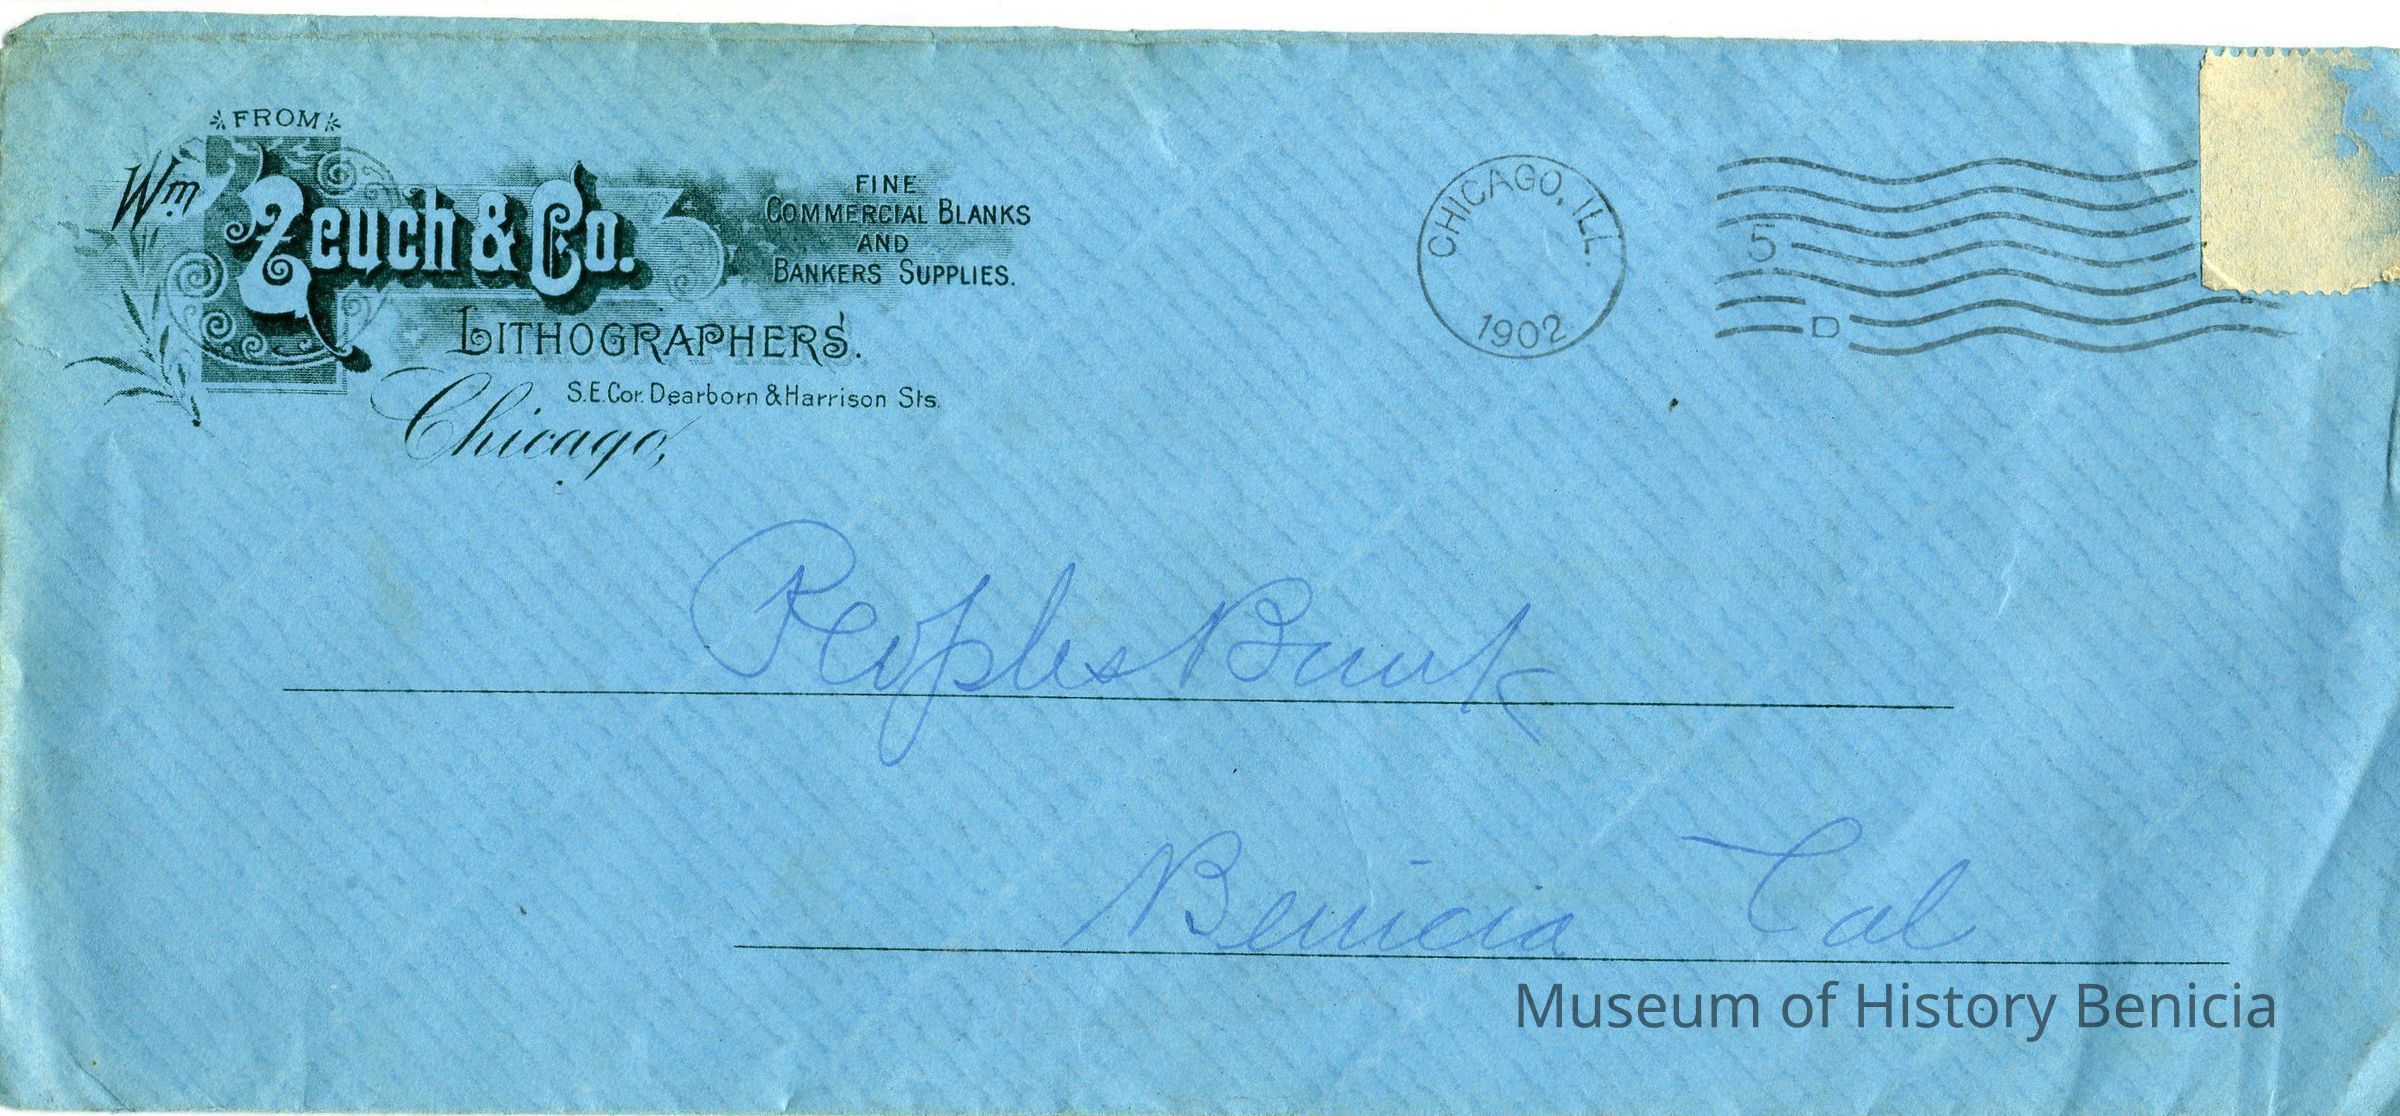 FROM
Wm Zeuch & Co.
FINE
COMMERCIAL BLANKS
AND
BANKERS SUPPLIES.
LITHOGRAPHERS.
S.E.Cor. Dearborn & Harrison Sts.
Chicago,
CHICAGO, ILL.
1902
5
D
Peoples Bank
Benicia Cal
Museum of History Benicia